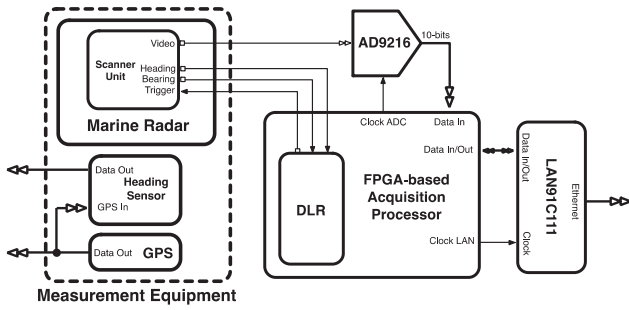 Video
Scanner
Unit
Heading
Bearing
Trigger
Marine Radar
AD9216
10-bits
Clock ADC
Data In
Data Out
Heading
Sensor
GPS In
Data Out
GPS
Measurement Equipment
DLR
Data In/Out
FPGA-based
Acquisition
Processor
Clock LAN
Data In/Out
Clock
LAN91C111
Ethernet